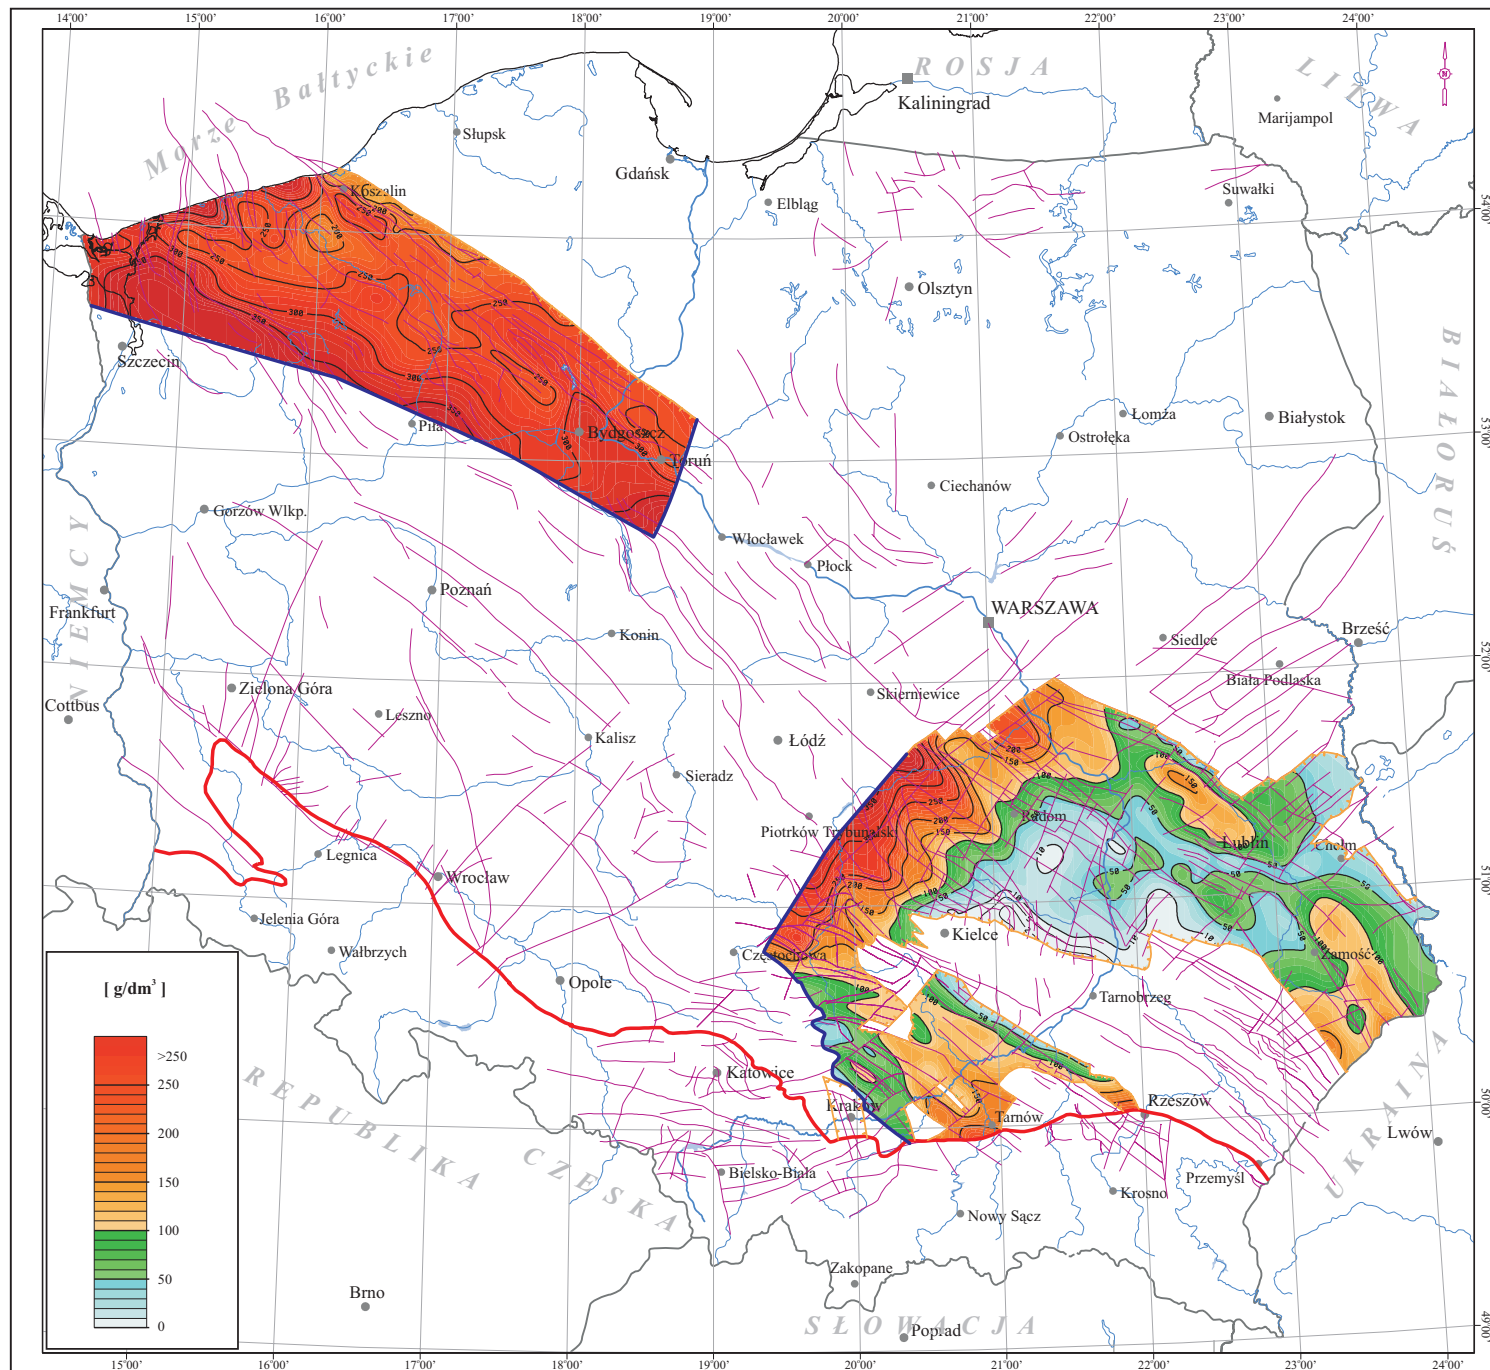 14°00'
15°00'
16°00'
17°00'
18°00'
19°00'
20°00'
21°00'
22°00'
23°00'
24°00'
Morze Bałtyckie
ROSJA
LITWA
N
Kaliningrad
Marijampol
Słupsk
Gdańsk
Elbląg
Suwałki
Koszalin
54°00'
Olsztyn
Szczecin
BIAŁORUŚ
Piła
Bydgoszcz
Toruń
Łomża
Białystok
Ostrołęka
53°00'
Ciechanów
Gorzów Wlkp.
Włocławek
Płock
NIEMCY
Frankfurt
Poznań
Konin
WARSZAWA
Siedlce
Brześć
Biała Podlaska
52°00'
Zielona Góra
Leszno
Cottbus
Skierniewice
Kalisz
Łódź
Sieradz
Piotrków Trybunalski
Radom
Lublin
Chełm
Legnica
Wrocław
51°00'
Jelenia Góra
Wałbrzych
Kielce
Częstochowa
Zamość
Opole
Tarnobrzeg
[ g/dm³ ]
>250
250
200
150
100
50
0
REPUBLIKA CZESKA
Katowice
Kraków
Tarnów
Rzeszów
50°00'
Lwów
UKRAINA
Bielsko-Biała
Przemyśl
Krosno
Nowy Sącz
Zakopane
Brno
SŁOWACJA
Poprad
49°00'
15°00'
16°00'
17°00'
18°00'
19°00'
20°00'
21°00'
22°00'
23°00'
24°00'